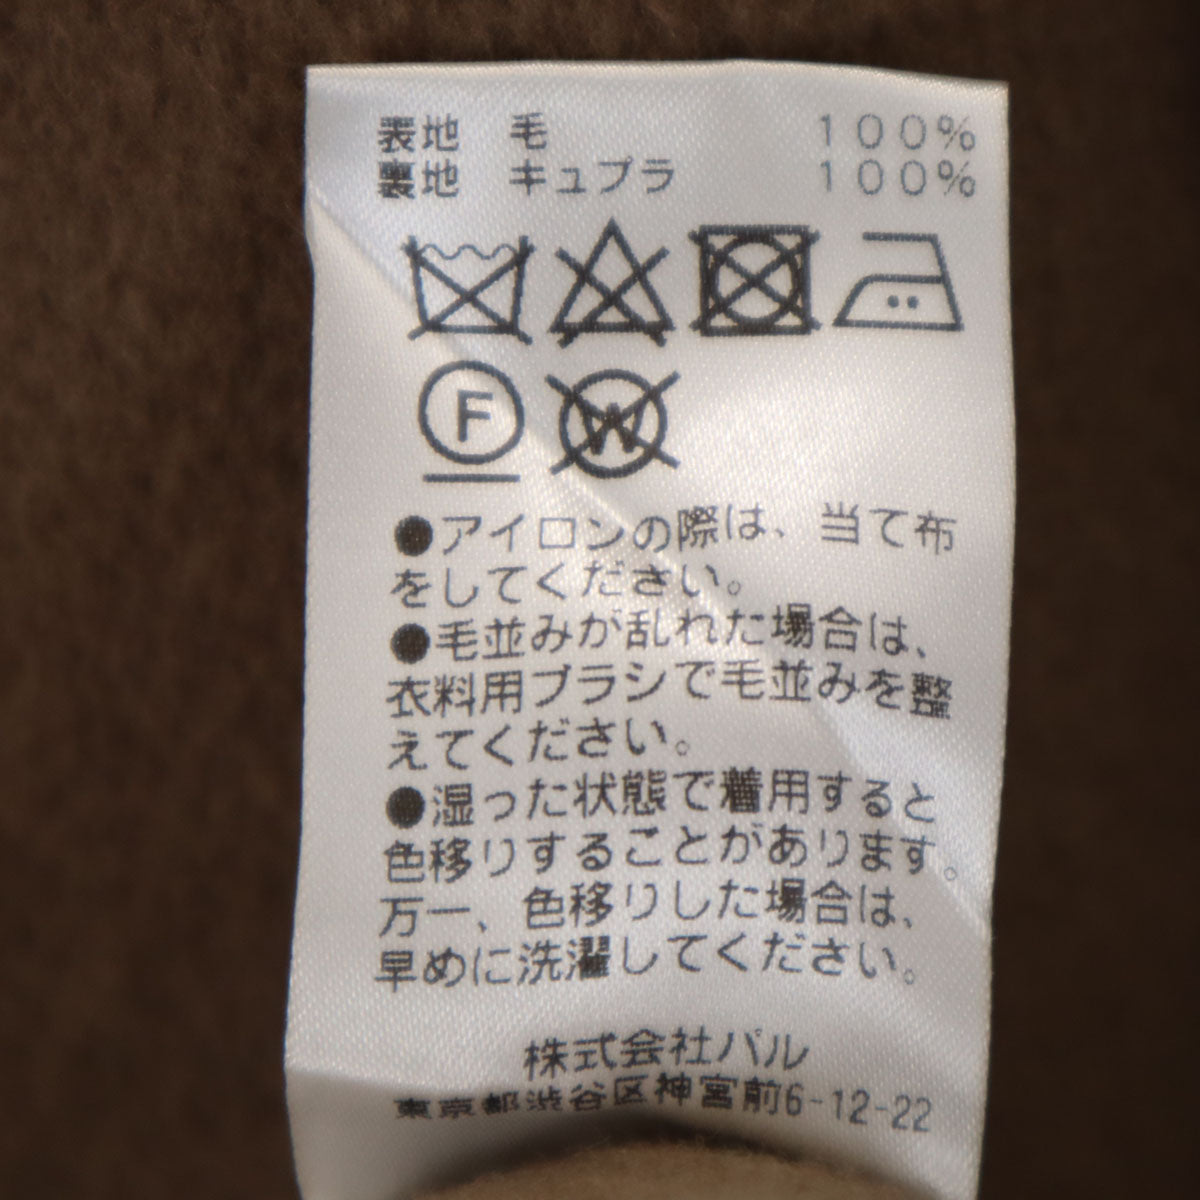 表地 毛 100%
裏地 キュプラ 100%
F W
●アイロンの際は、当て布
をしてください。
●毛並みが乱れた場合は、
衣料用ブラシで毛並みを整
えてください。
●湿った状態で着用すると
色移りすることがあります。
万一、色移りした場合は、
早めに洗濯してください。
株式会社パル
東京都渋谷区神宮前6-12-22